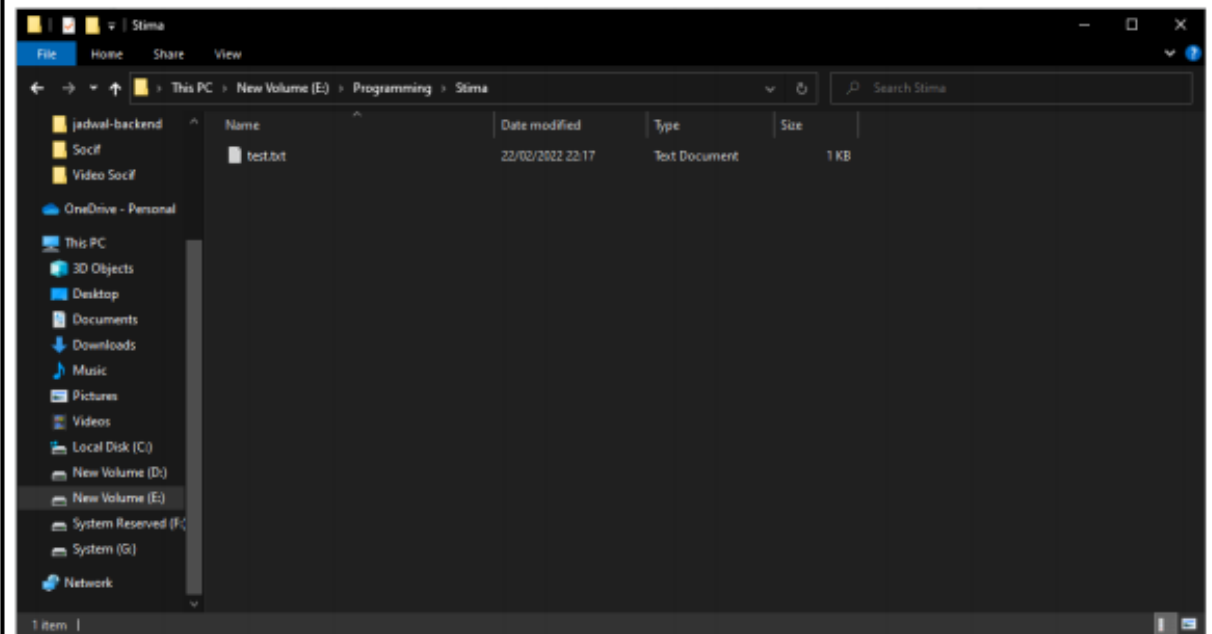 Stima
File Home Share View
This PC New Volume (E:) Programming Stima Search Stima
jadwal-backend
Socif
Video Socif
OneDrive - Personal
This PC
3D Objects
Desktop
Documents
Downloads
Music
Pictures
Videos
Local Disk (C:)
New Volume (D:)
New Volume (E:)
System Reserved (F:
System (G:)
Network
Name Date modified Type Size
test.txt 22/02/2022 22:17 Text Document 1 KB
1 item